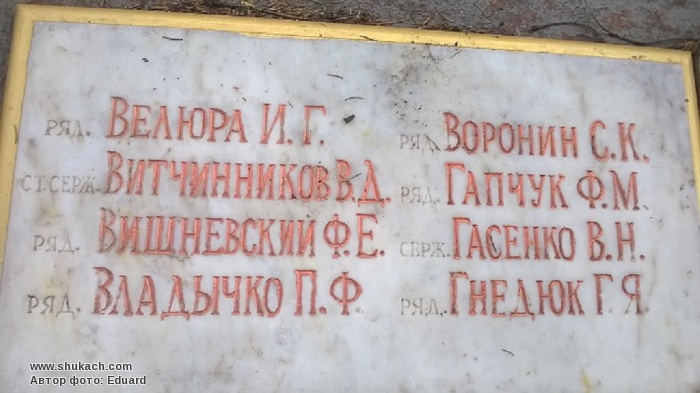 РЯД. ВЕЛЮРА И. Г.
СТ.СЕРЖ. ВИТЧИННИКОВ В.Д.
РЯД. ВИШНЕВСКИЙ Ф.Е.
РЯД. ВЛАДЫЧКО П.Ф.
РЯД. ВОРОНИН С.К.
РЯД. ГАПЧУК Ф.М.
СЕРЖ. ГАСЕНКО В.Н.
РЯД. ГНЕДЮК Г.Я.
www.shukach.com
Автор фото: Eduard